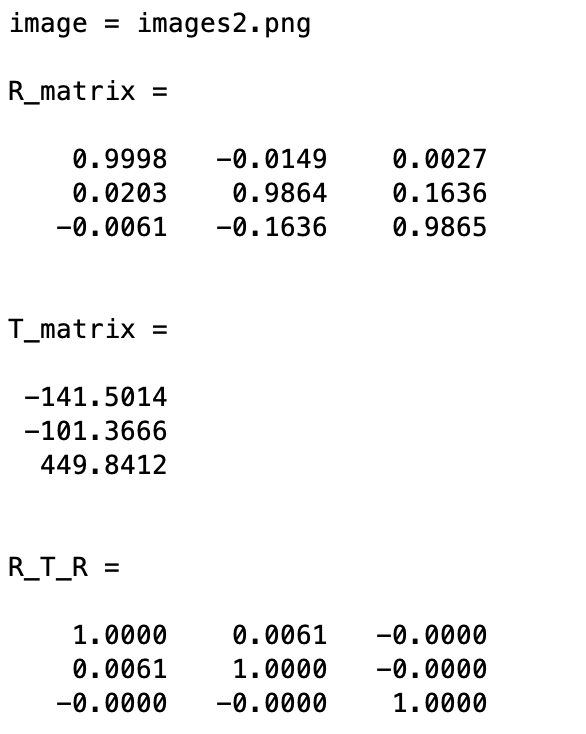 image = images2.png
R_matrix =
0.9998 -0.0149 0.0027
0.0203 0.9864 0.1636
-0.0061 -0.1636 0.9865
T_matrix =
-141.5014
-101.3666
449.8412
R_T_R =
1.0000 0.0061 -0.0000
0.0061 1.0000 -0.0000
-0.0000 -0.0000 1.0000